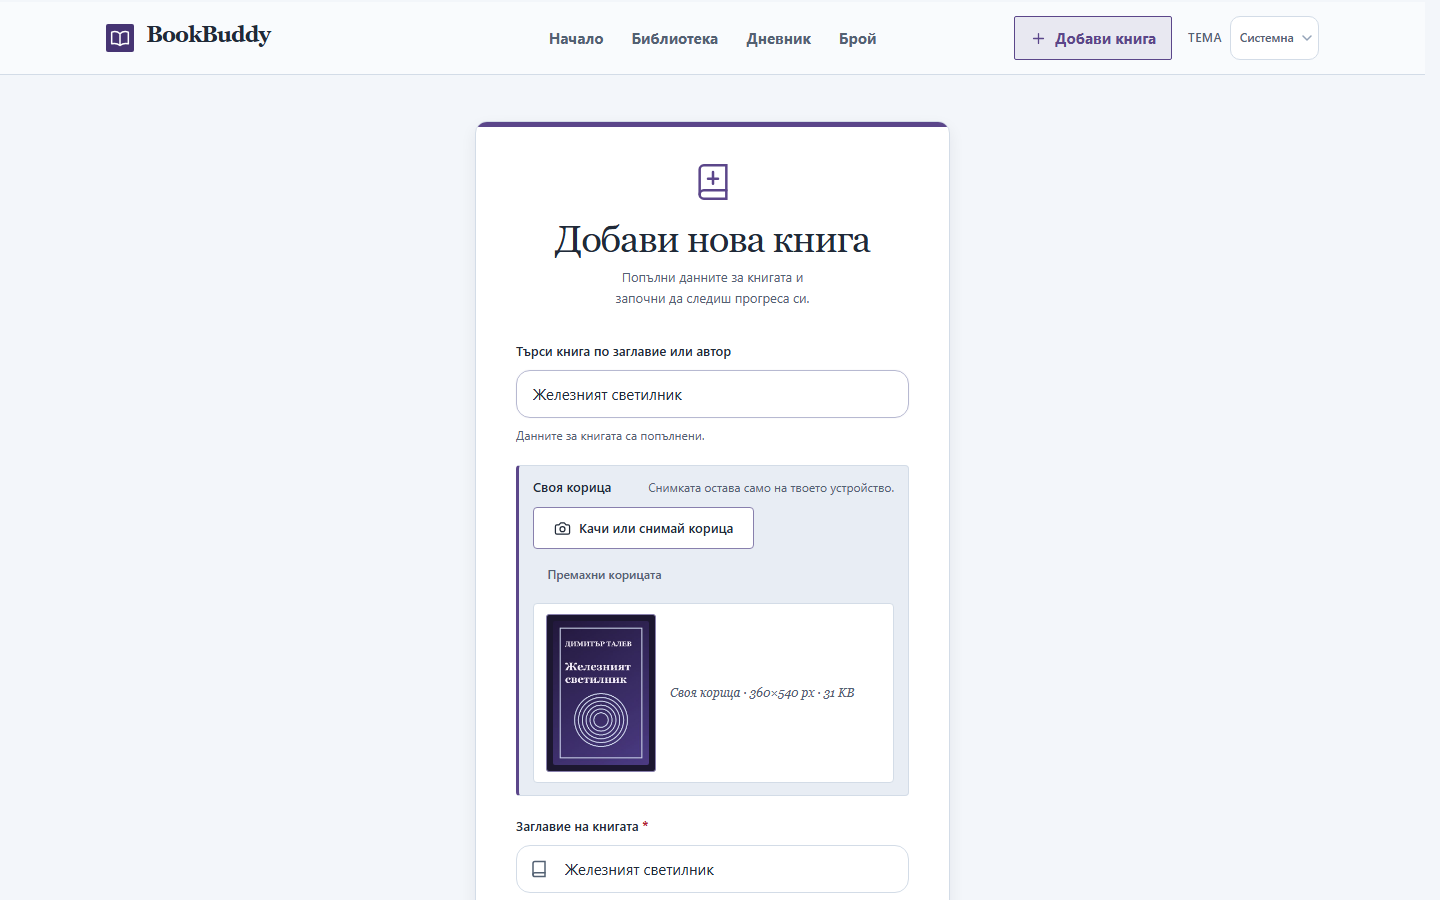 BookBuddy
Начало
Библиотека
Дневник
Брой
+ Добави книга
ТЕМА
Системна
Добави нова книга
Попълни данните за книгата и
започни да следиш прогреса си.
Търси книга по заглавие или автор
Железният светилник
Данните за книгата са попълнени.
Своя корица
Снимката остава само на твоето устройство.
Качи или снимай корица
Премахни корицата
ДИМИТЪР ТАЛЕВ
Железният
светилник
Своя корица · 360×540 px · 31 KB
Заглавие на книгата *
Железният светилник